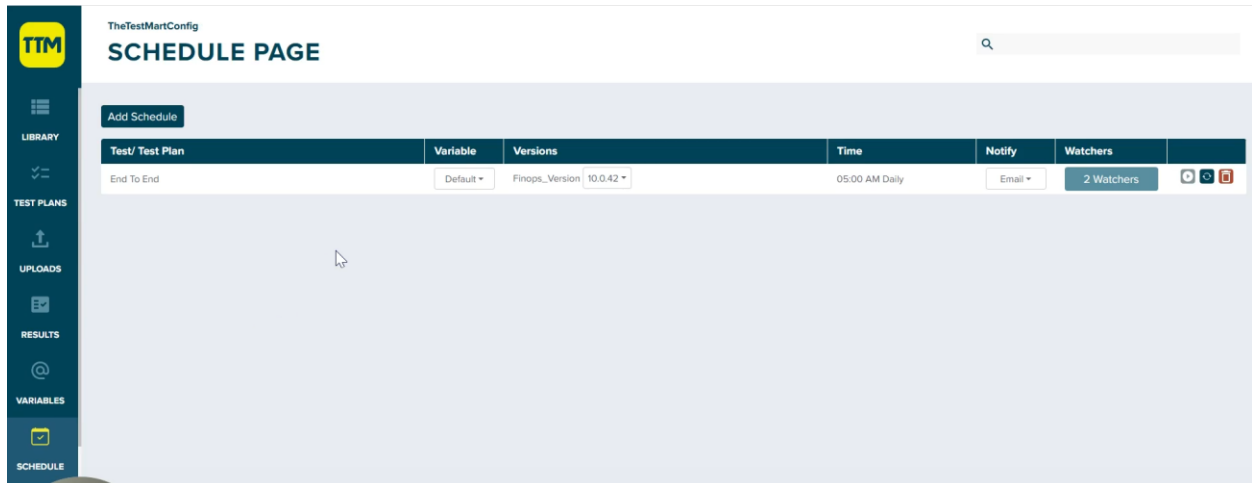 TTM
TheTestMartConfig
SCHEDULE PAGE
LIBRARY
TEST PLANS
UPLOADS
RESULTS
VARIABLES
SCHEDULE
Add Schedule
Test/ Test Plan Variable Versions Time Notify Watchers
End To End Default Finops_Version 10.0.42 05:00 AM Daily Email 2 Watchers